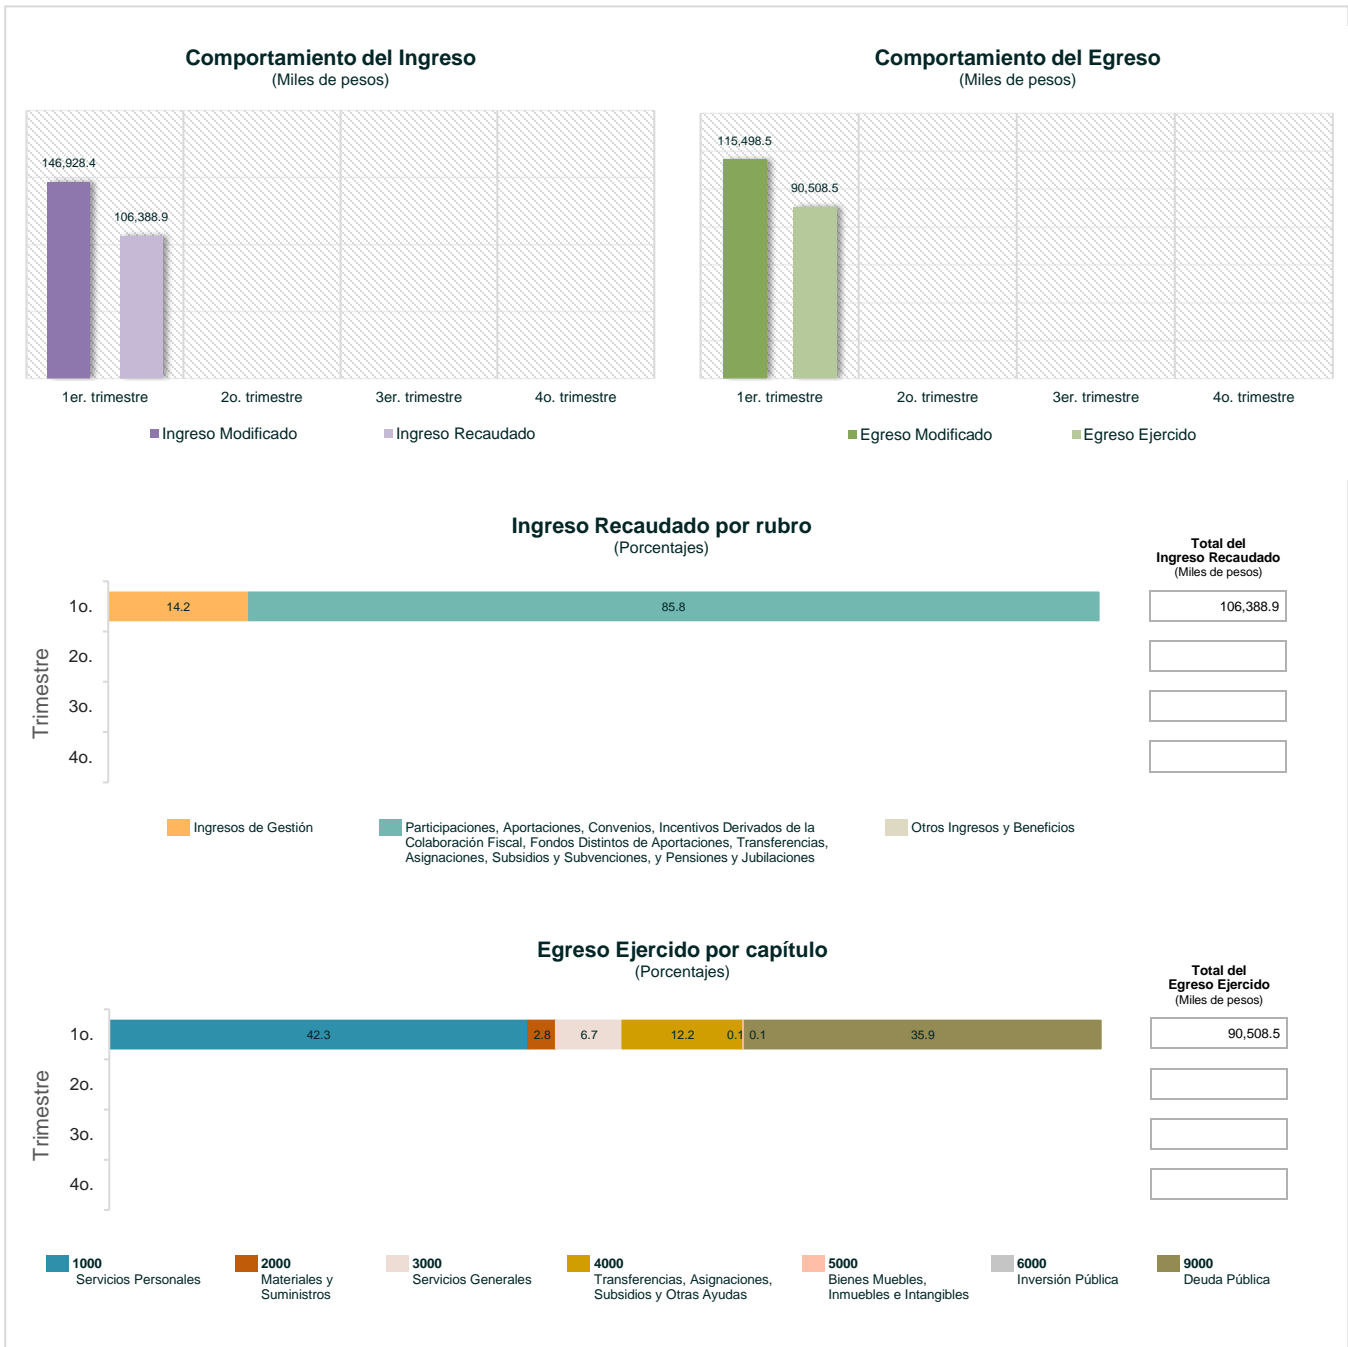 Comportamiento del Ingreso
(Miles de pesos)
146,928.4
106,388.9
1er. trimestre
2o. trimestre
3er. trimestre
4o. trimestre
Ingreso Modificado
Ingreso Recaudado
Comportamiento del Egreso
(Miles de pesos)
115,498.5
90,508.5
1er. trimestre
2o. trimestre
3er. trimestre
4o. trimestre
Egreso Modificado
Egreso Ejercido
Ingreso Recaudado por rubro
(Porcentajes)
Total del
Ingreso Recaudado
(Miles de pesos)
Trimestre
1o.
14.2
85.8
106,388.9
2o.
3o.
4o.
Ingresos de Gestión
Participaciones, Aportaciones, Convenios, Incentivos Derivados de la
Colaboración Fiscal, Fondos Distintos de Aportaciones, Transferencias,
Asignaciones, Subsidios y Subvenciones, y Pensiones y Jubilaciones
Otros Ingresos y Beneficios
Egreso Ejercido por capítulo
(Porcentajes)
Total del
Egreso Ejercido
(Miles de pesos)
Trimestre
1o.
42.3
2.8
6.7
12.2
0.1
0.1
35.9
90,508.5
2o.
3o.
4o.
1000
Servicios Personales
2000
Materiales y
Suministros
3000
Servicios Generales
4000
Transferencias, Asignaciones,
Subsidios y Otras Ayudas
5000
Bienes Muebles,
Inmuebles e Intangibles
6000
Inversión Pública
9000
Deuda Pública